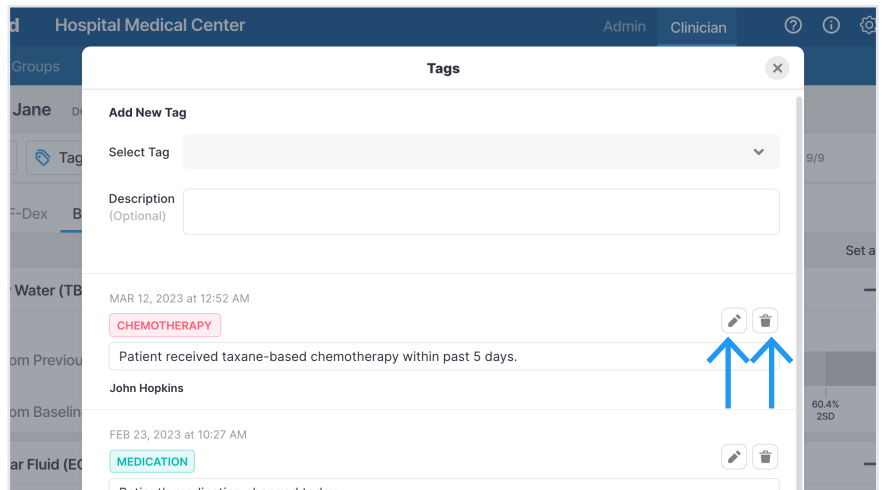 d Hospital Medical Center Admin Clinician
Groups
Tags
Jane
Add New Tag
Tag Select Tag 9/9
F-Dex B
Description
(Optional)
Set a
Water (TB
MAR 12, 2023 at 12:52 AM
CHEMOTHERAPY
om Previou Patient received taxane-based chemotherapy within past 5 days.
John Hopkins
om Baselin 60.4%
2SD
FEB 23, 2023 at 10:27 AM
ar Fluid (EC MEDICATION